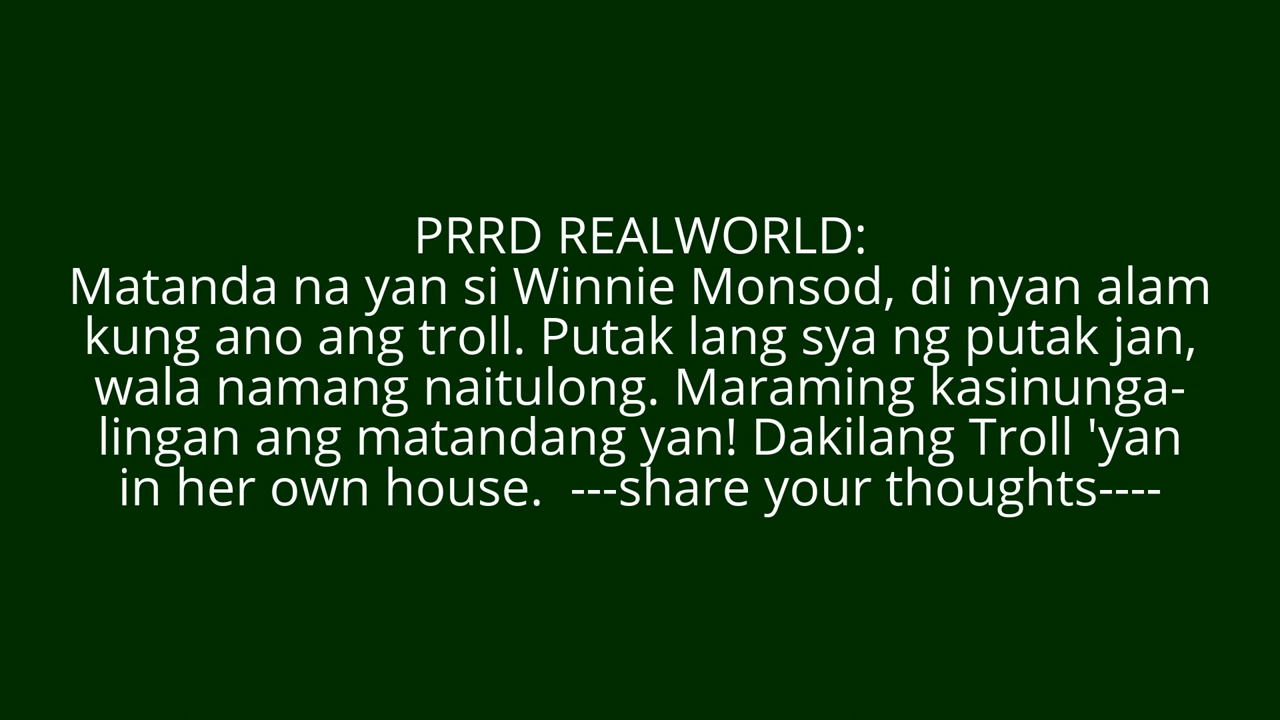 PRRD REALWORLD:
Matanda na yan si Winnie Monsod, di nyan alam
kung ano ang troll. Putak lang sya ng putak jan,
wala namang naitulong. Maraming kasinunga-
lingan ang matandang yan! Dakilang Troll 'yan
in her own house.  ---share your thoughts----